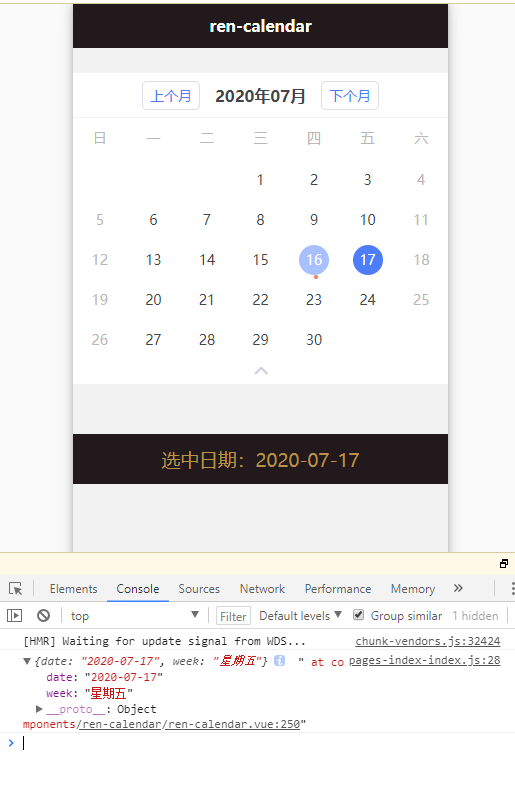 ren-calendar
上个月 2020年07月 下个月
日 一 二 三 四 五 六
1 2 3 4
5 6 7 8 9 10 11
12 13 14 15 16 17 18
19 20 21 22 23 24 25
26 27 28 29 30
选中日期：2020-07-17
Elements Console Sources Network Performance Memory »
top Filter Default levels Group similar 1 hidden
[HMR] Waiting for update signal from WDS... chunk-vendors.js:32424
{date: "2020-07-17", week: "星期五"} i " at co pages-index-index.js:28
date: "2020-07-17"
week: "星期五"
__proto__: Object
mponents/ren-calendar/ren-calendar.vue:250"
>